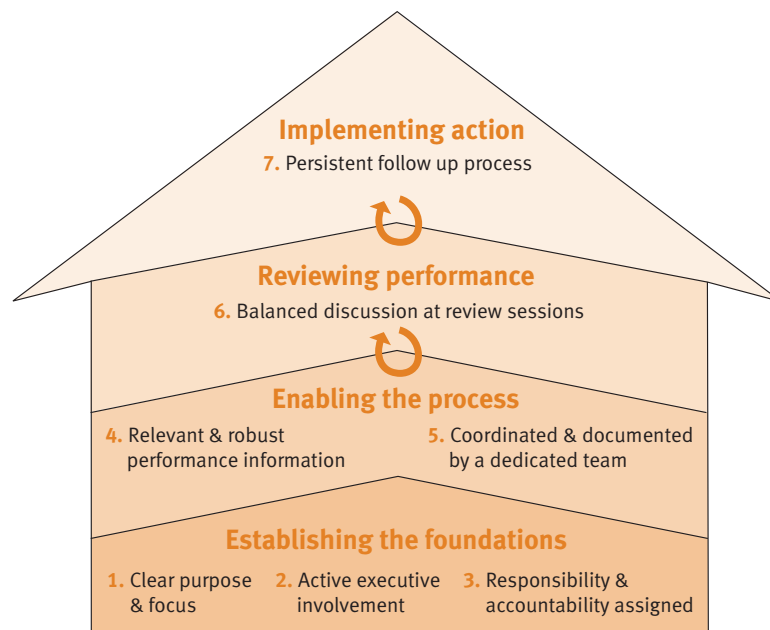 Implementing action
7. Persistent follow up process
Reviewing performance
6. Balanced discussion at review sessions
Enabling the process
4. Relevant & robust
performance information
5. Coordinated & documented
by a dedicated team
Establishing the foundations
1. Clear purpose
& focus
2. Active executive
involvement
3. Responsibility &
accountability assigned